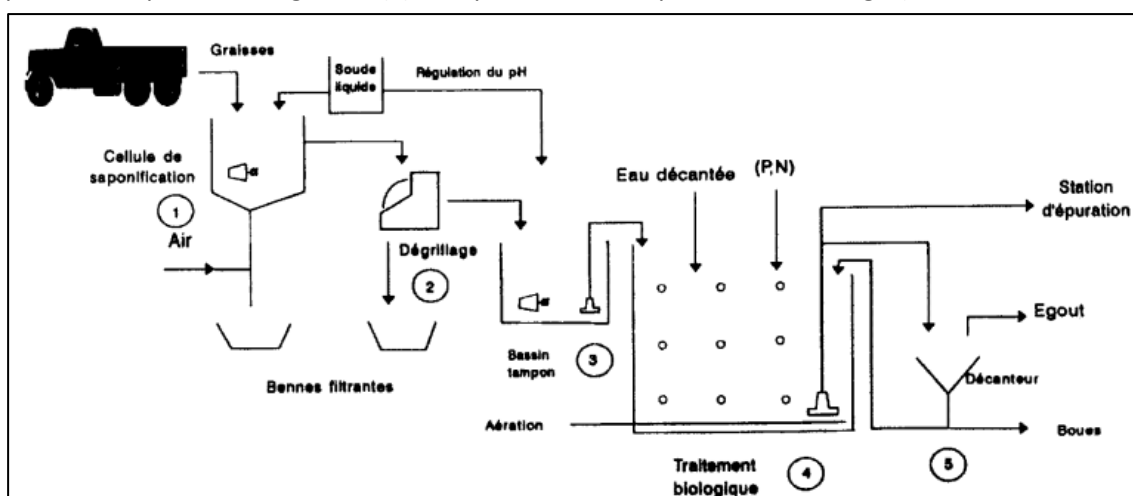 Graisses
Soude
liquide
Régulation du pH
Cellule de
saponification
1
Air
Dégrillage
2
Bennes filtrantes
Bassin
tampon
3
Eau décantée
(P,N)
Aération
Traitement
biologique
4
Station
d'épuration
Egout
Décanteur
Boues
5